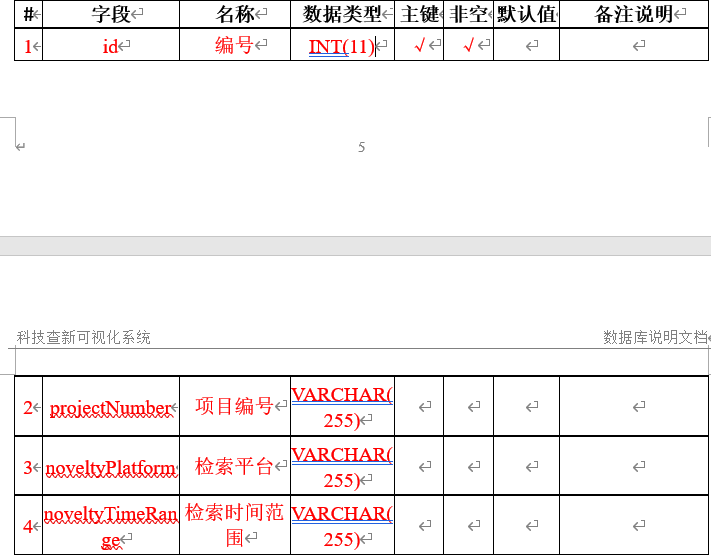 # 字段 名称 数据类型 主键 非空 默认值 备注说明
1 id 编号 INT(11) √ √
5
科技查新可视化系统 数据库说明文档
2 projectNumber 项目编号 VARCHAR(
255)
3 noveltyPlatform 检索平台 VARCHAR(
255)
4 noveltyTimeRan
ge 检索时间范
围 VARCHAR(
255)